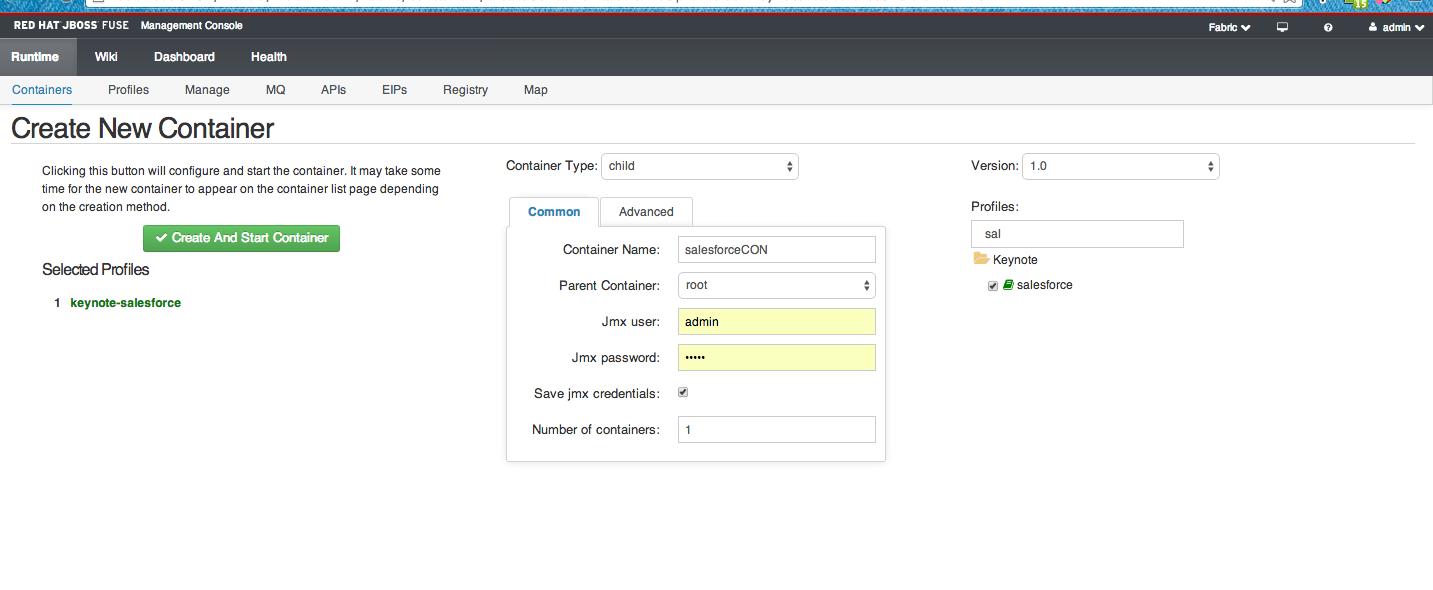 15
RED HAT JBOSS FUSE Management Console
Fabric admin
Runtime Wiki Dashboard Health
Containers Profiles Manage MQ APIs EIPs Registry Map
Create New Container
Clicking this button will configure and start the container. It may take some
time for the new container to appear on the container list page depending
on the creation method.
Create And Start Container
Selected Profiles
1 keynote-salesforce
Container Type: child
Common Advanced
Container Name: salesforceCON
Parent Container: root
Jmx user: admin
Jmx password: •••••
Save jmx credentials:
Number of containers: 1
Version: 1.0
Profiles:
sal
Keynote
salesforce